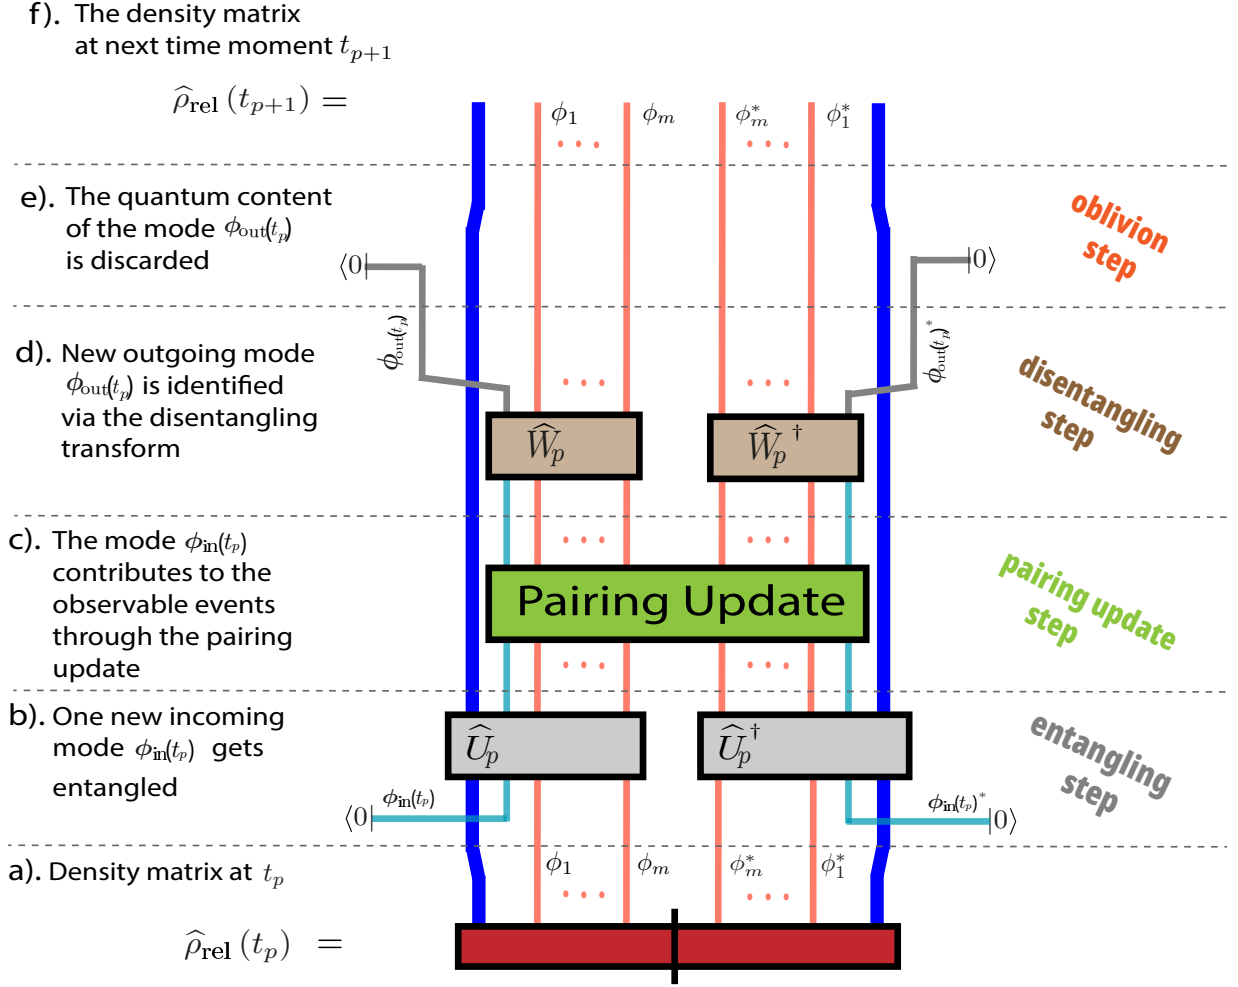 f). The density matrix
at next time moment t_{p+1}
ρ̂_rel (t_{p+1}) =
ϕ_1
ϕ_m
ϕ_m^*
ϕ_1^*
e). The quantum content
of the mode ϕ_out(t_p)
is discarded
⟨0|
|0⟩
oblivion
step
ϕ_out(t_p)
ϕ_out(t_p)^*
d). New outgoing mode
ϕ_out(t_p) is identified
via the disentangling
transform
Ŵ_p
Ŵ_p^†
disentangling
step
c). The mode ϕ_in(t_p)
contributes to the
observable events
through the pairing
update
Pairing Update
pairing update
step
b). One new incoming
mode ϕ_in(t_p) gets
entangled
Û_p
Û_p^†
entangling
step
⟨0|
ϕ_in(t_p)
ϕ_in(t_p)^*
|0⟩
a). Density matrix at t_p
ϕ_1
ϕ_m
ϕ_m^*
ϕ_1^*
ρ̂_rel (t_p) =